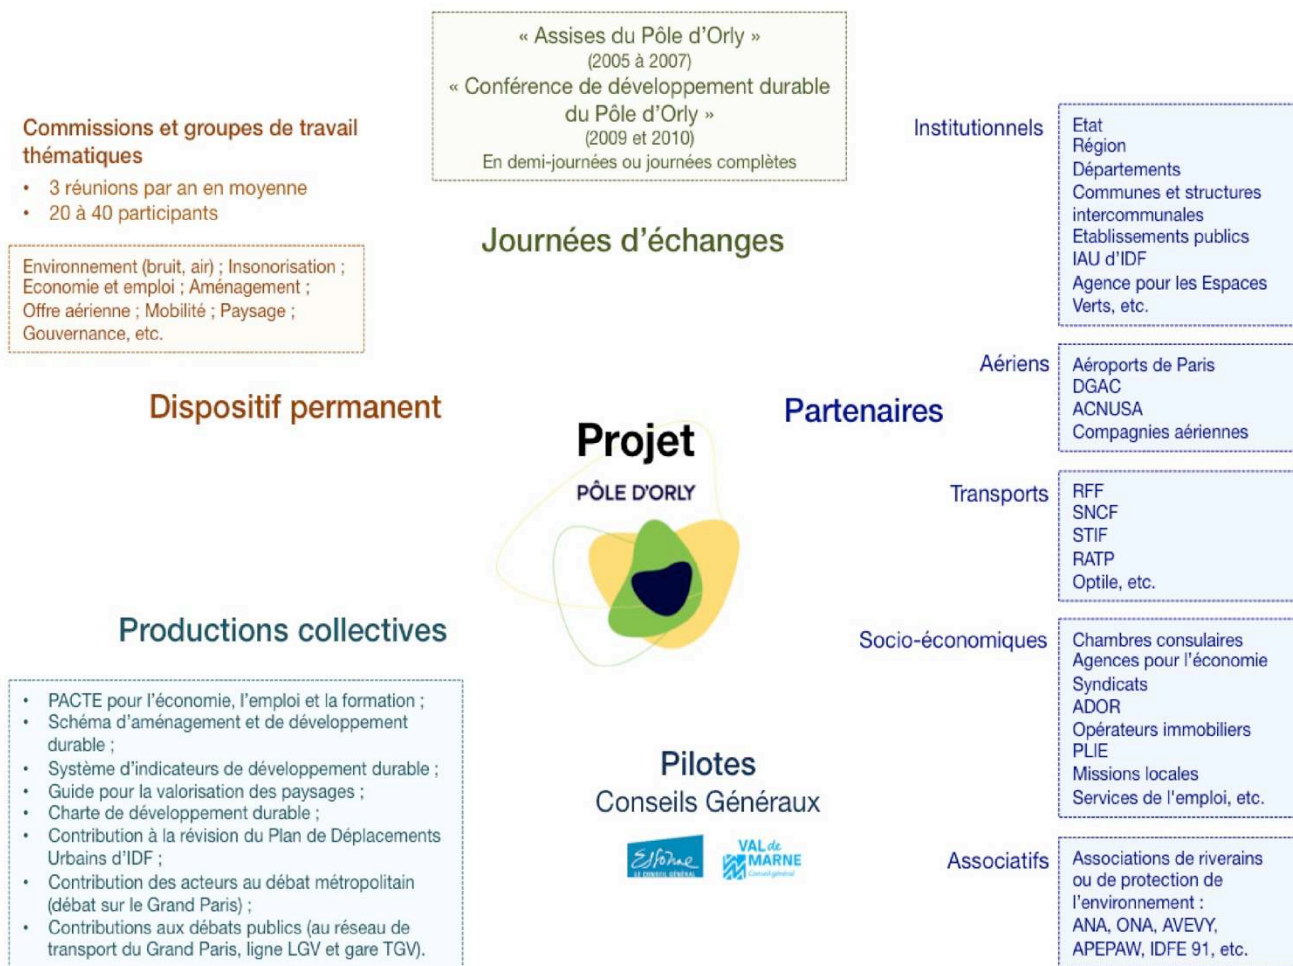 « Assises du Pôle d'Orly »
(2005 à 2007)
« Conférence de développement durable
du Pôle d'Orly »
(2009 et 2010)
En demi-journées ou journées complètes
Journées d'échanges
Commissions et groupes de travail
thématiques
• 3 réunions par an en moyenne
• 20 à 40 participants
Environnement (bruit, air) ; Insonorisation ;
Economie et emploi ; Aménagement ;
Offre aérienne ; Mobilité ; Paysage ;
Gouvernance, etc.
Dispositif permanent
Projet
PÔLE D'ORLY
Partenaires
Institutionnels
Etat
Région
Départements
Communes et structures
intercommunales
Etablissements publics
IAU d'IDF
Agence pour les Espaces
Verts, etc.
Aériens
Aéroports de Paris
DGAC
ACNUSA
Compagnies aériennes
Transports
RFF
SNCF
STIF
RATP
Optile, etc.
Socio-économiques
Chambres consulaires
Agences pour l'économie
Syndicats
ADOR
Opérateurs immobiliers
PLIE
Missions locales
Services de l'emploi, etc.
Associatifs
Associations de riverains
ou de protection de
l'environnement :
ANA, ONA, AVEVY,
APEPAW, IDFE 91, etc.
Productions collectives
• PACTE pour l'économie, l'emploi et la formation ;
• Schéma d'aménagement et de développement
durable ;
• Système d'indicateurs de développement durable ;
• Guide pour la valorisation des paysages ;
• Charte de développement durable ;
• Contribution à la révision du Plan de Déplacements
Urbains d'IDF ;
• Contribution des acteurs au débat métropolitain
(débat sur le Grand Paris) ;
• Contributions aux débats publics (au réseau de
transport du Grand Paris, ligne LGV et gare TGV).
Pilotes
Conseils Généraux
Essonne
LE CONSEIL GÉNÉRAL
VAL de
MARNE
Conseil général